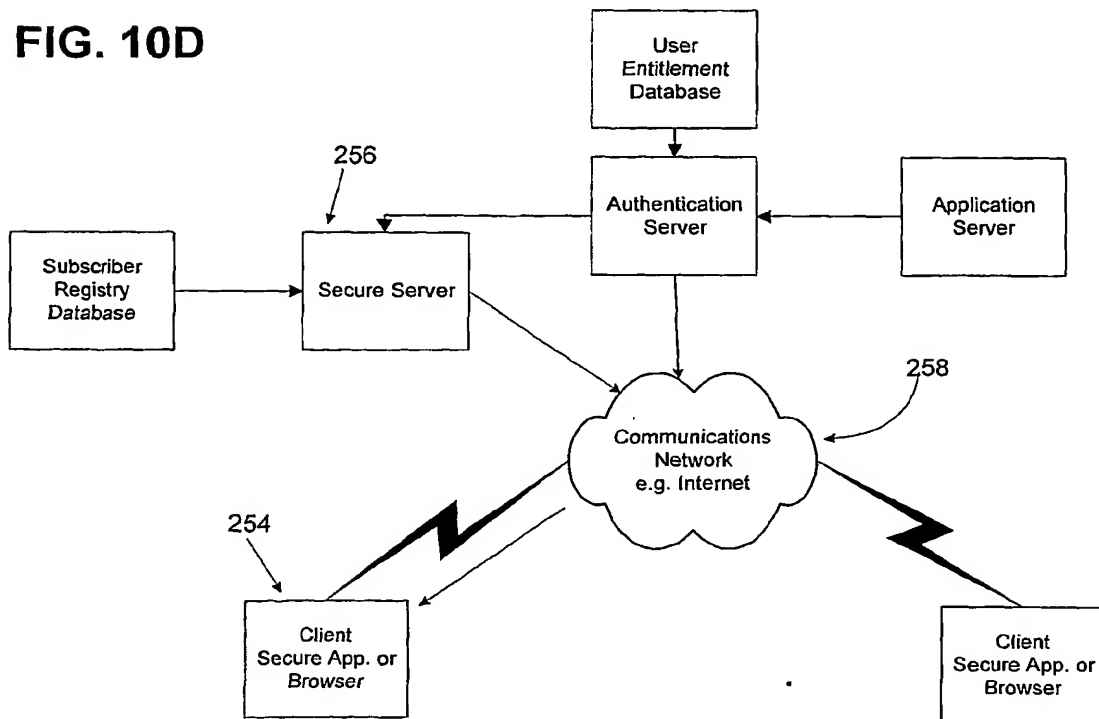 FIG. 10D
User
Entitlement
Database
256
Authentication
Server
Application
Server
Subscriber
Registry
Database
Secure Server
258
Communications
Network
e.g. Internet
254
Client
Secure App. or
Browser
Client
Secure App. or
Browser